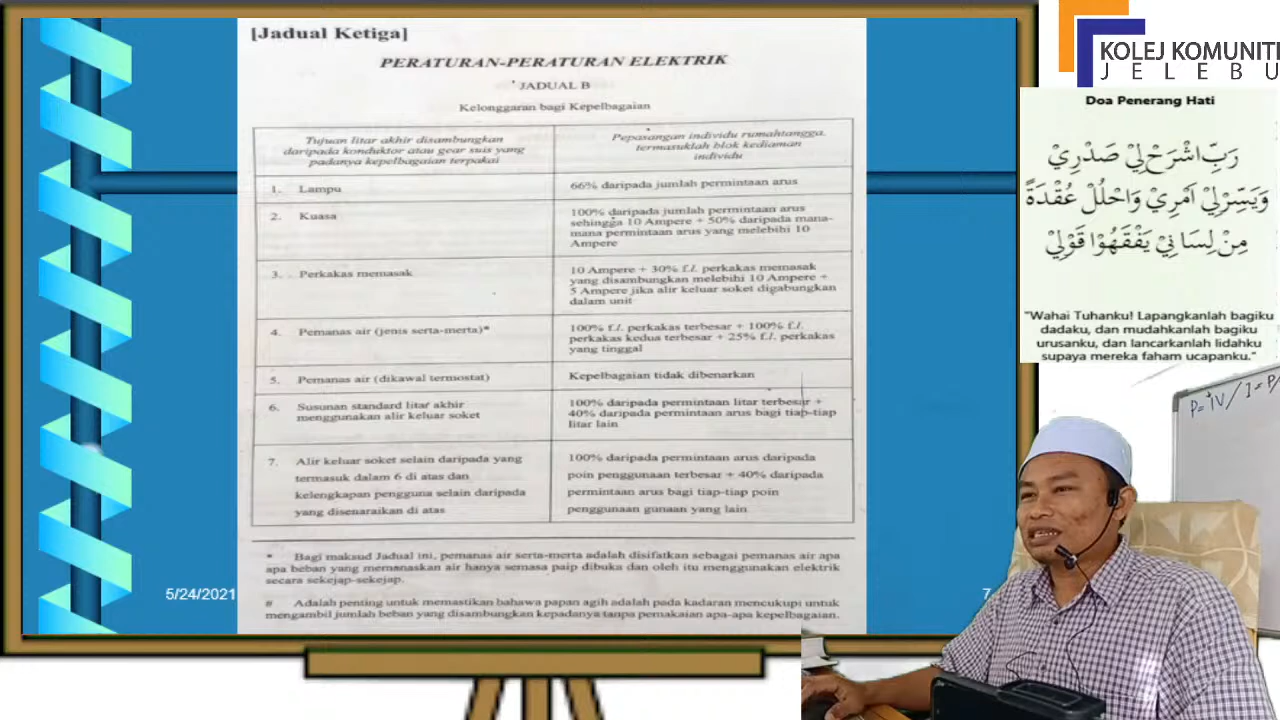 [Jadual Ketiga]
PERATURAN-PERATURAN ELEKTRIK
JADUAL B
Kelonggaran bagi Kepelbagaian
Tujuan litar akhir disambungkan
daripada konduktor atau gear suis yang
padanya kepelbagaian terpakai
Pepasangan individu rumahtangga.
termasuklah blok kediaman
individu
1. Lampu
66% daripada jumlah permintaan arus
2. Kuasa
100% daripada jumlah permintaan arus
sehingga 10 Ampere + 50% daripada mana-
mana permintaan arus yang melebihi 10
Ampere
3. Perkakas memasak
10 Ampere + 30% f.l. perkakas memasak
yang disambungkan melebihi 10 Ampere +
5 Ampere jika alir keluar soket digabungkan
dalam unit
4. Pemanas air (jenis serta-merta)*
100% f.l. perkakas terbesar + 100% f.l.
perkakas kedua terbesar + 25% f.l. perkakas
yang tinggal
5. Pemanas air (dikawal termostat)
Kepelbagaian tidak dibenarkan
6. Susunan standard litar akhir
menggunakan alir keluar soket
100% daripada permintaan litar terbesar +
40% daripada permintaan arus bagi tiap-tiap
litar lain
7. Alir keluar soket selain daripada yang
termasuk dalam 6 di atas dan
kelengkapan pengguna selain daripada
yang disenaraikan di atas
100% daripada permintaan arus daripada
poin penggunaan terbesar + 40% daripada
permintaan arus bagi tiap-tiap poin
penggunaan gunaan yang lain
* Bagi maksud Jadual ini, pemanas air serta-merta adalah disifatkan sebagai pemanas air apa
apa beban yang memanaskan air hanya semasa paip dibuka dan oleh itu menggunakan elektrik
secara sekejap-sekejap.
# Adalah penting untuk memastikan bahawa papan agih adalah pada kadaran mencukupi untuk
mengambil jumlah beban yang disambungkan kepadanya tanpa pemakaian apa-apa kepelbagaian.
5/24/2021
7
KOLEJ KOMUNITI
JELEBU
Doa Penerang Hati
رَبِّ اشْرَحْ لِيْ صَدْرِيْ
وَيَسِّرْلِيْ اَمْرِيْ وَاحْلُلْ عُقْدَةً
مِنْ لِسَانِيْ يَفْقَهُوْا قَوْلِيْ
"Wahai Tuhanku! Lapangkanlah bagiku
dadaku, dan mudahkanlah bagiku
urusanku, dan lancarkanlah lidahku
supaya mereka faham ucapanku."
P=IV / I=P/